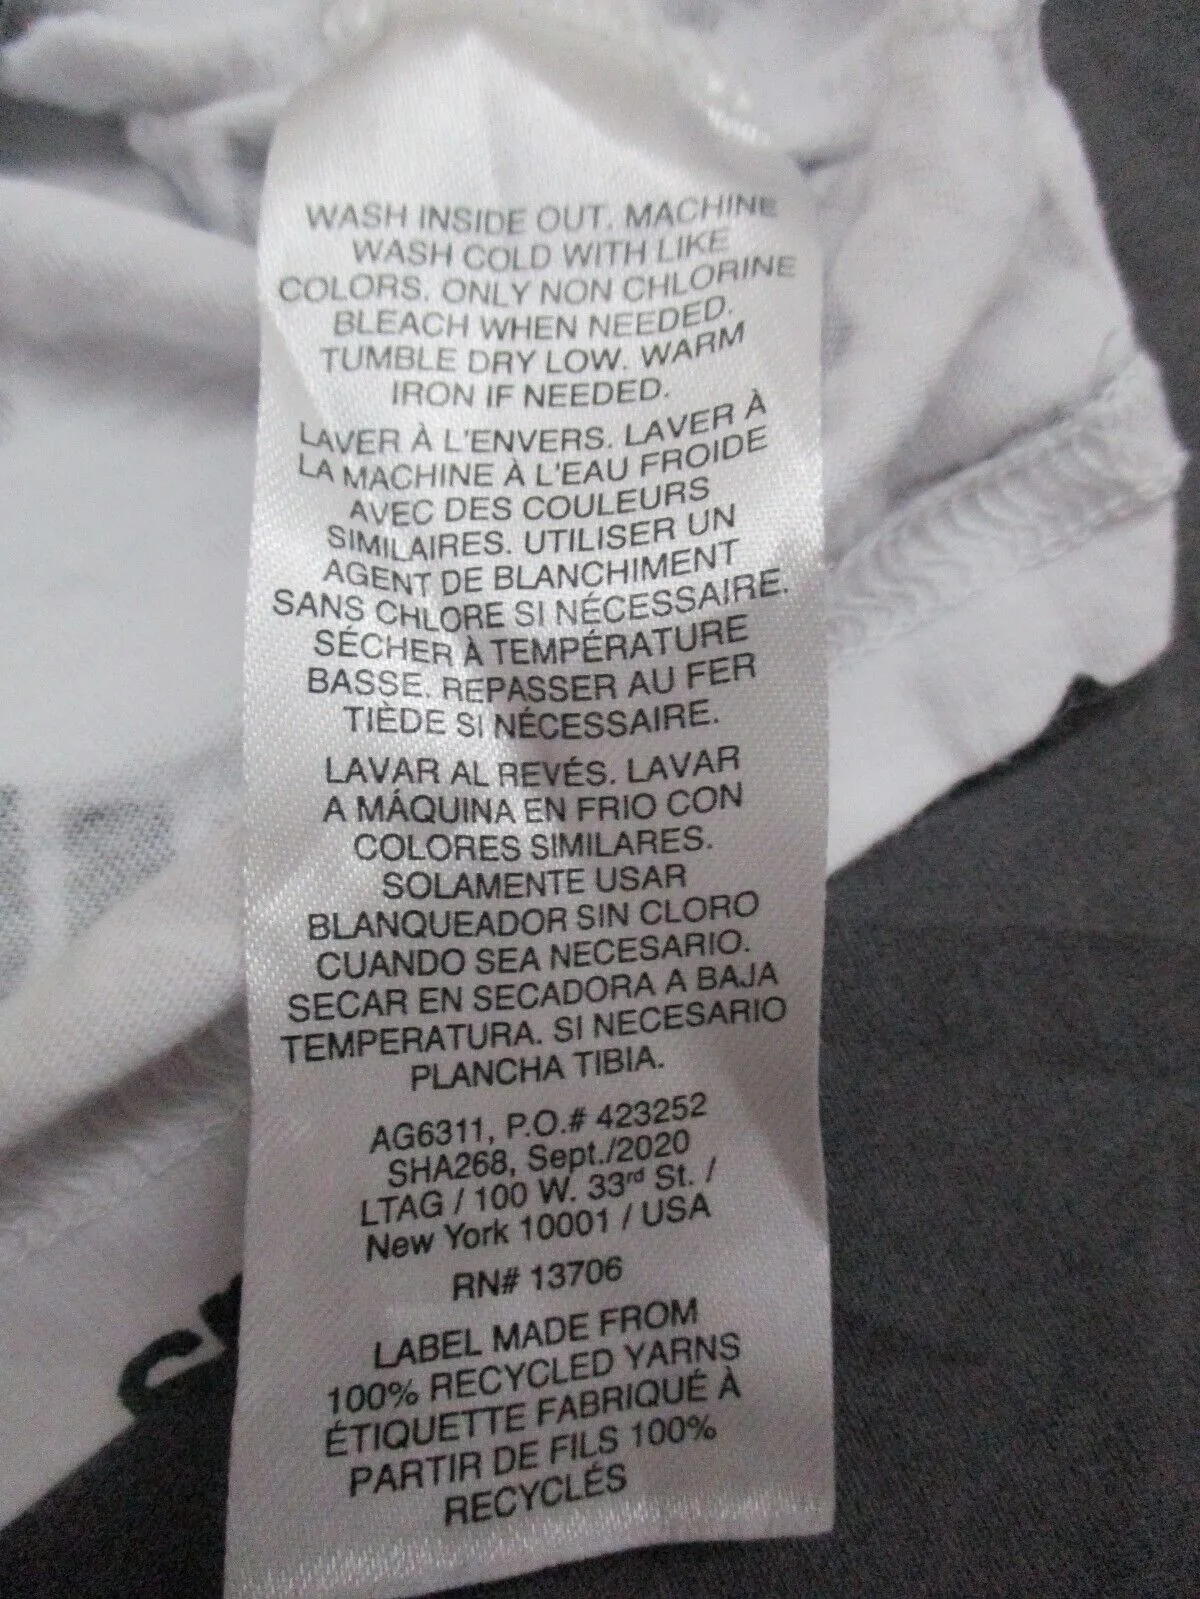 WASH INSIDE OUT. MACHINE
WASH COLD WITH LIKE
COLORS. ONLY NON CHLORINE
BLEACH WHEN NEEDED.
TUMBLE DRY LOW. WARM
IRON IF NEEDED.
LAVER À L'ENVERS. LAVER À
LA MACHINE À L'EAU FROIDE
AVEC DES COULEURS
SIMILAIRES. UTILISER UN
AGENT DE BLANCHIMENT
SANS CHLORE SI NÉCESSAIRE.
SÉCHER À TEMPÉRATURE
BASSE. REPASSER AU FER
TIÈDE SI NÉCESSAIRE.
LAVAR AL REVÉS. LAVAR
A MÁQUINA EN FRIO CON
COLORES SIMILARES.
SOLAMENTE USAR
BLANQUEADOR SIN CLORO
CUANDO SEA NECESARIO.
SECAR EN SECADORA A BAJA
TEMPERATURA. SI NECESARIO
PLANCHA TIBIA.
AG6311, P.O.# 423252
SHA268, Sept./2020
LTAG / 100 W. 33rd St. /
New York 10001 / USA
RN# 13706
LABEL MADE FROM
100% RECYCLED YARNS
ÉTIQUETTE FABRIQUÉ À
PARTIR DE FILS 100%
RECYCLÉS